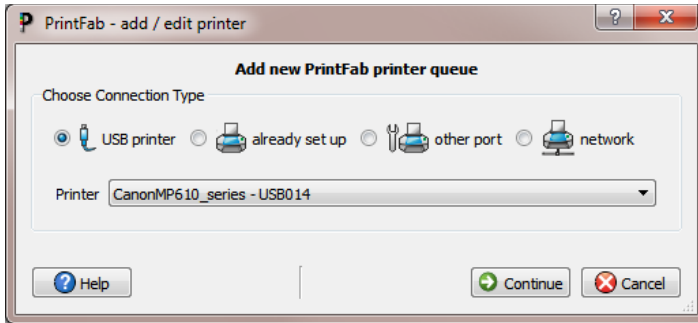 PrintFab - add / edit printer
Add new PrintFab printer queue
Choose Connection Type
USB printer already set up other port network
Printer CanonMP610_series - USB014
Help Continue Cancel